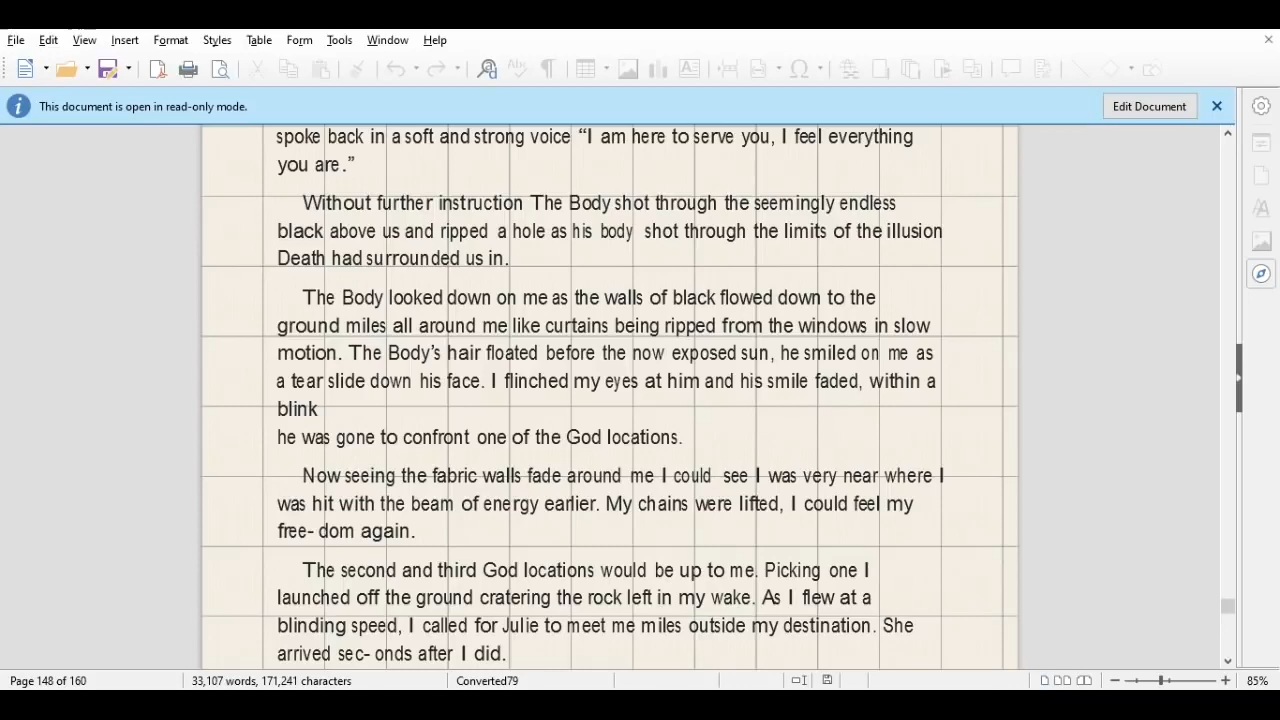 File Edit View Insert Format Styles Table Form Tools Window Help
This document is open in read-only mode. Edit Document
spoke back in a soft and strong voice “I am here to serve you, I feel everything
you are.”
Without further instruction The Body shot through the seemingly endless
black above us and ripped a hole as his body shot through the limits of the illusion
Death had surrounded us in.
The Body looked down on me as the walls of black flowed down to the
ground miles all around me like curtains being ripped from the windows in slow
motion. The Body’s hair floated before the now exposed sun, he smiled on me as
a tear slide down his face. I flinched my eyes at him and his smile faded, within a
blink
he was gone to confront one of the God locations.
Now seeing the fabric walls fade around me I could see I was very near where I
was hit with the beam of energy earlier. My chains were lifted, I could feel my
free- dom again.
The second and third God locations would be up to me. Picking one I
launched off the ground cratering the rock left in my wake. As I flew at a
blinding speed, I called for Julie to meet me miles outside my destination. She
arrived sec- onds after I did.
Page 148 of 160 33,107 words, 171,241 characters Converted79 85%